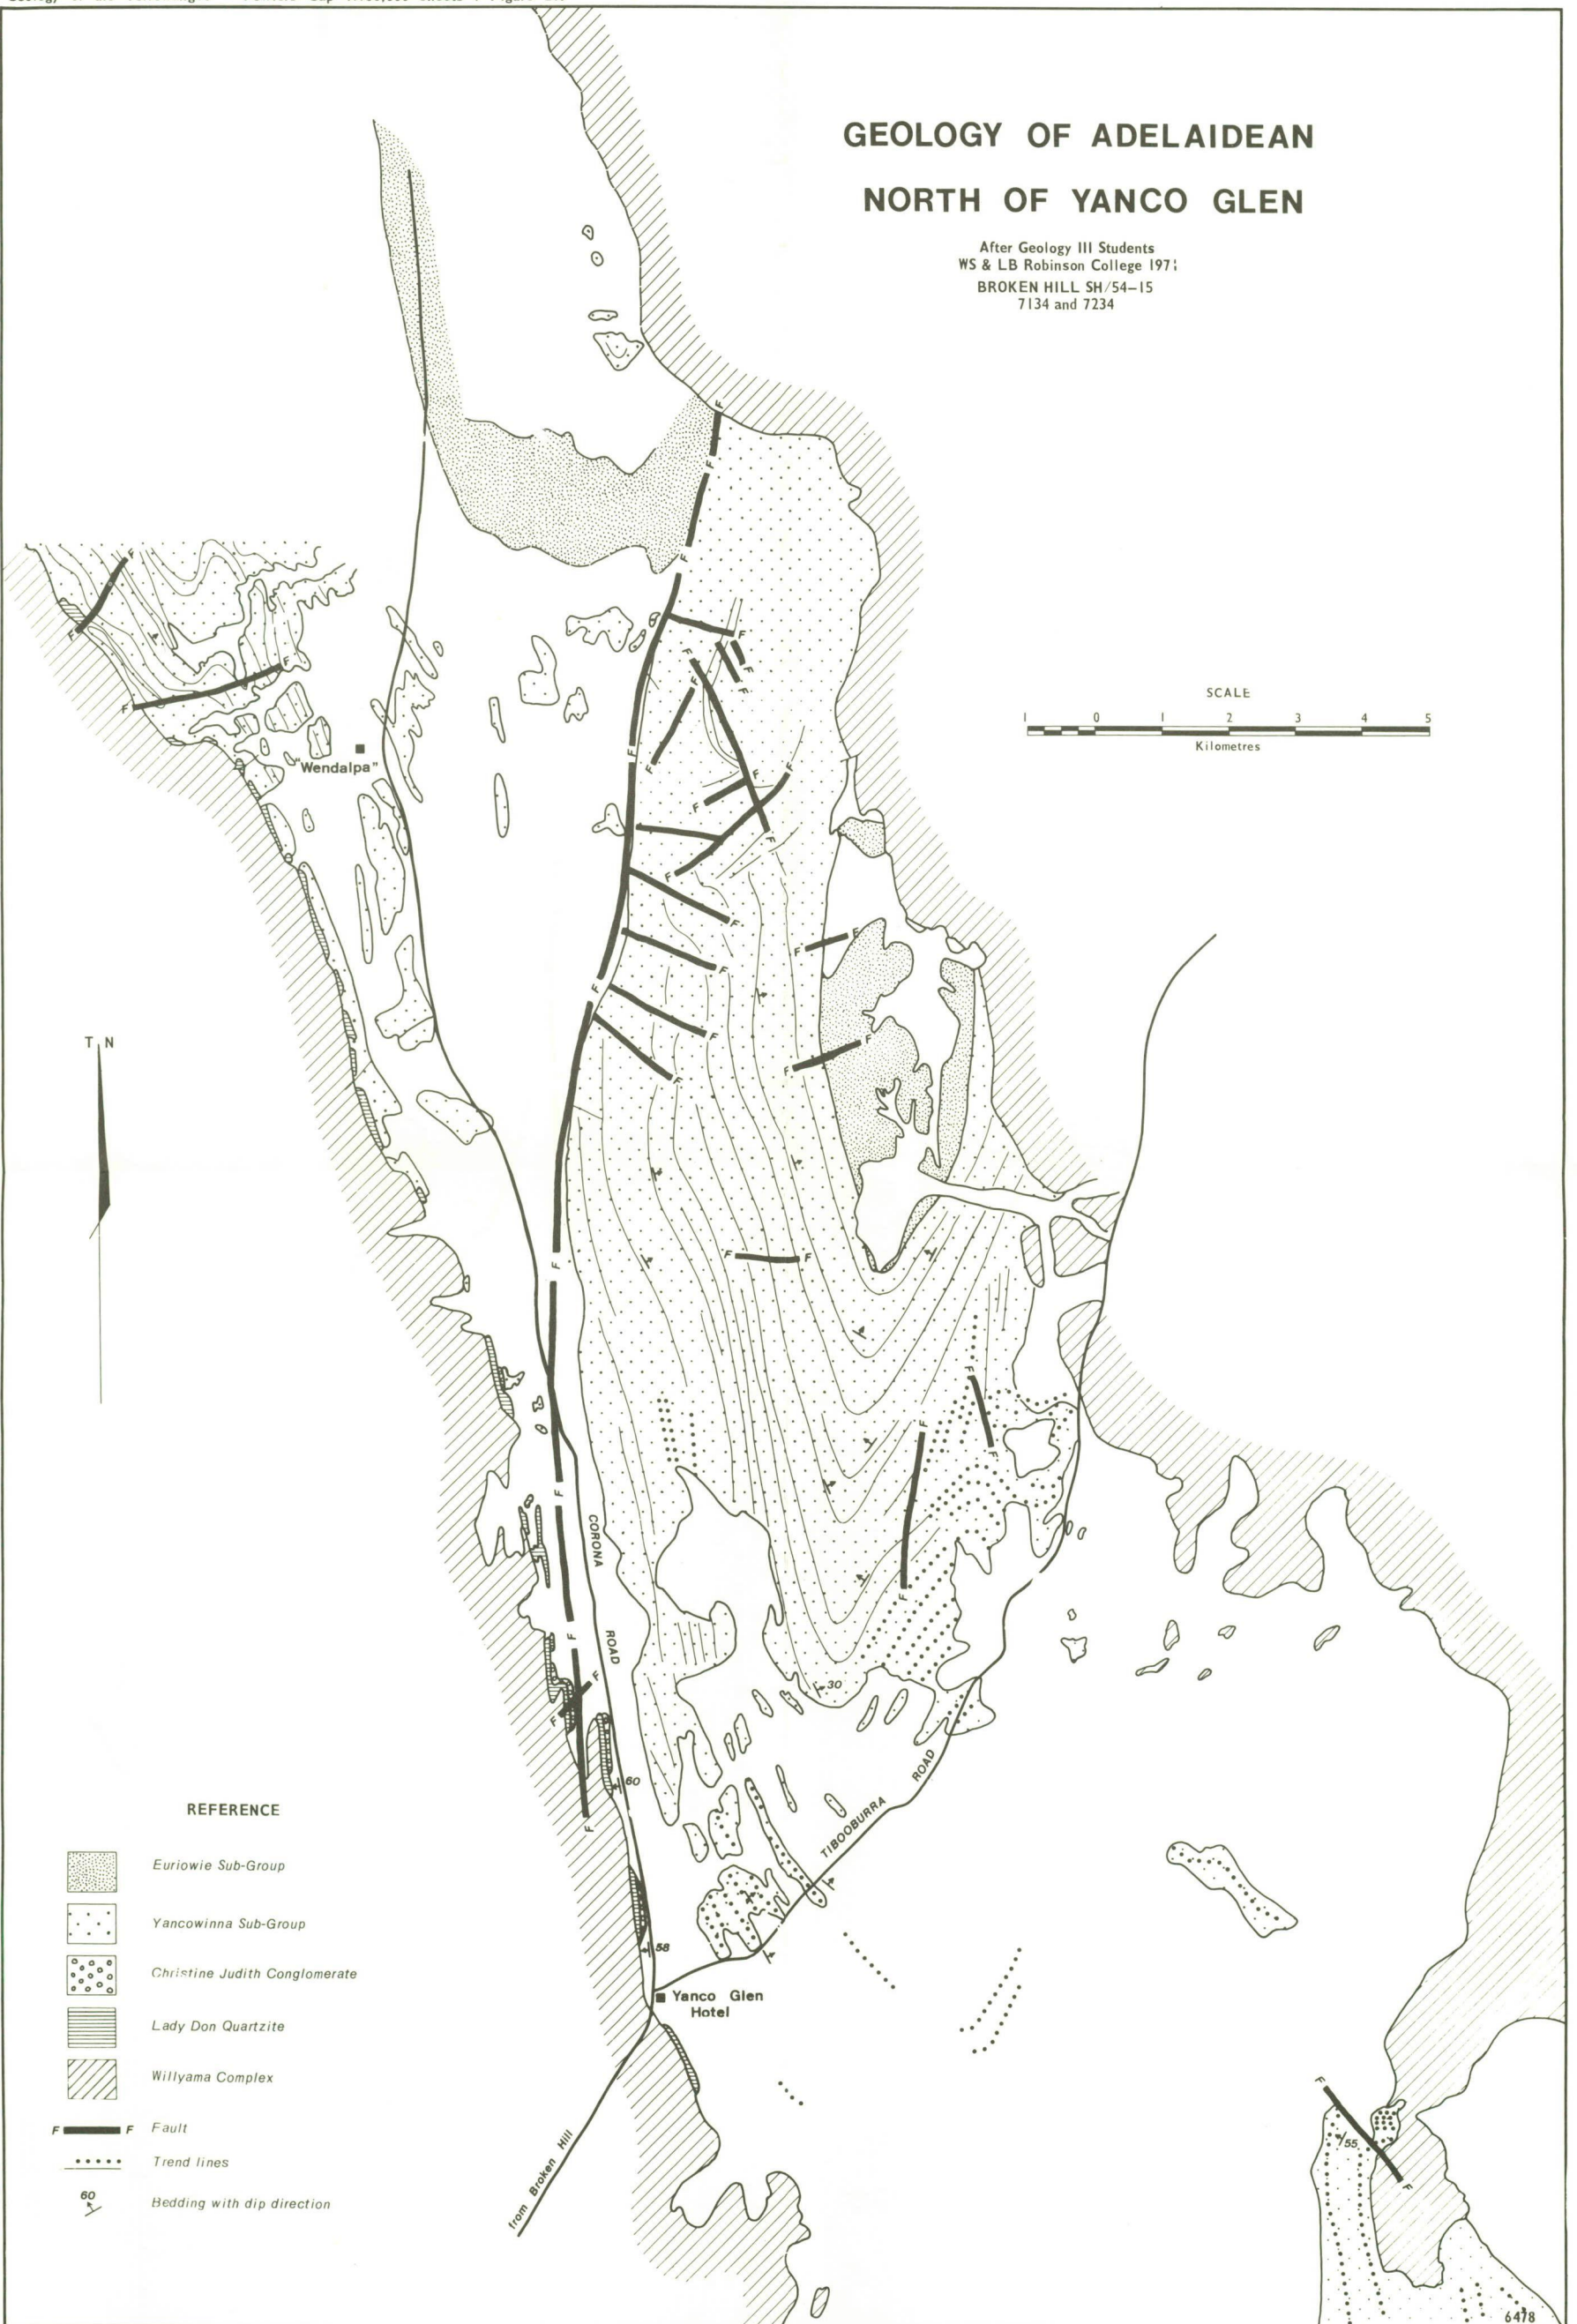 GEOLOGY OF ADELAIDEAN
NORTH OF YANCO GLEN
After Geology III Students
WS & LB Robinson College
BROKEN HILL SH/54–15
7134 and 7234
SCALE
1 0 1 2 3 4 5
Kilometres
"Wendalpa"
T N
CORONA
ROAD
30
60
ROAD
TIBOOBURRA
58
Yanco Glen
Hotel
from Broken Hill
55
REFERENCE
Euriowie Sub-Group
Yancowinna Sub-Group
Christine Judith Conglomerate
Lady Don Quartzite
Willyama Complex
F F Fault
Trend lines
60
Bedding with dip direction
6478